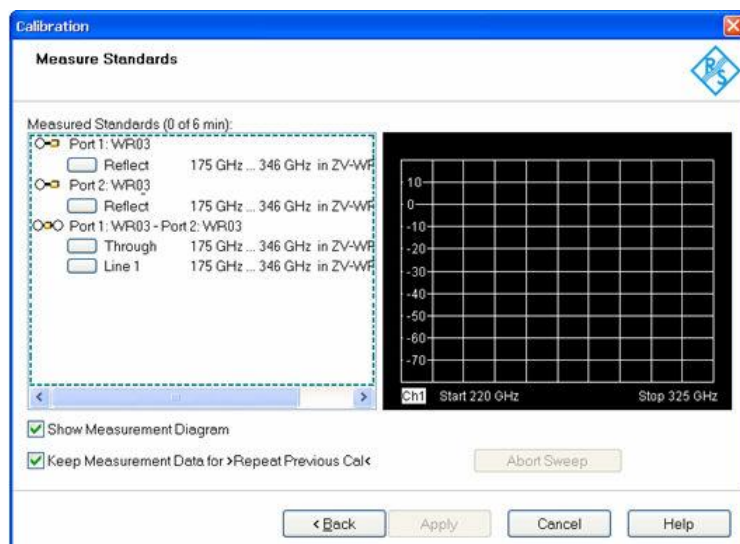 Calibration
Measure Standards
R S
Measured Standards (0 of 6 min):
Port 1: WR03
Reflect 175 GHz ... 346 GHz in ZV-WF
Port 2: WR03
Reflect 175 GHz ... 346 GHz in ZV-WF
Port 1: WR03 - Port 2: WR03
Through 175 GHz ... 346 GHz in ZV-WF
Line 1 175 GHz ... 346 GHz in ZV-WF
10
0
-10
-20
-30
-40
-50
-60
-70
Ch1 Start 220 GHz Stop 325 GHz
Show Measurement Diagram
Keep Measurement Data for >Repeat Previous Cal<
Abort Sweep
< Back Apply Cancel Help